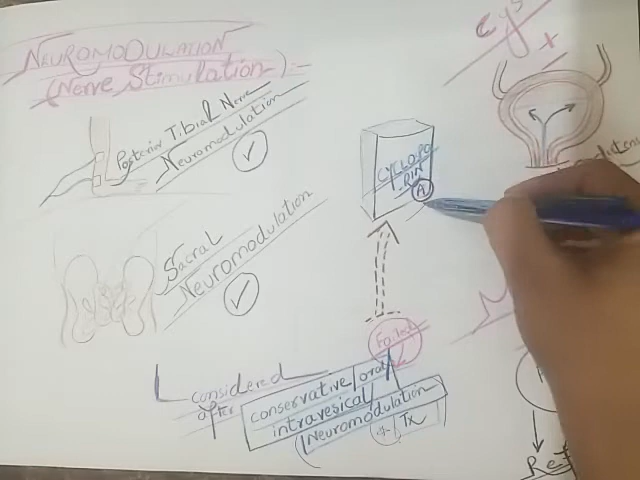 NEUROMODULATION
(Nerve Stimulation) :-
Posterior Tibial Nerve
Neuromodulation
Sacral
Neuromodulation
CYCLOPO
RIN
A
Failed
considered
after
conservative/oral/
intravesical/
(Neuromodulation
Tx
Cys